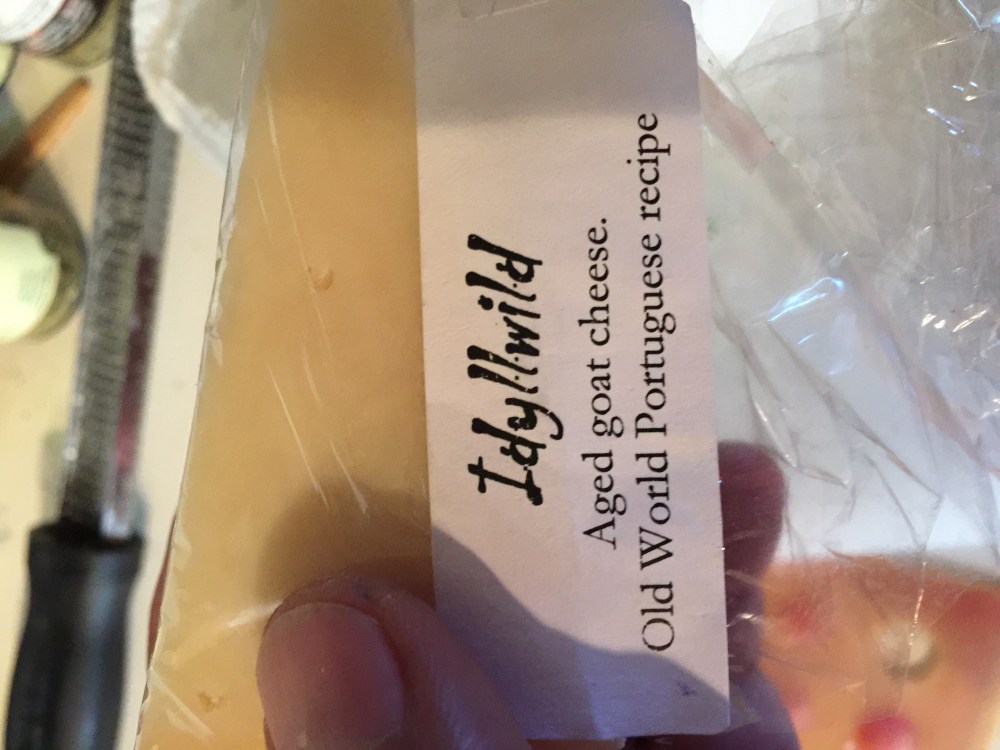 Idyllwild
Aged goat cheese.
Old World Portuguese recipe